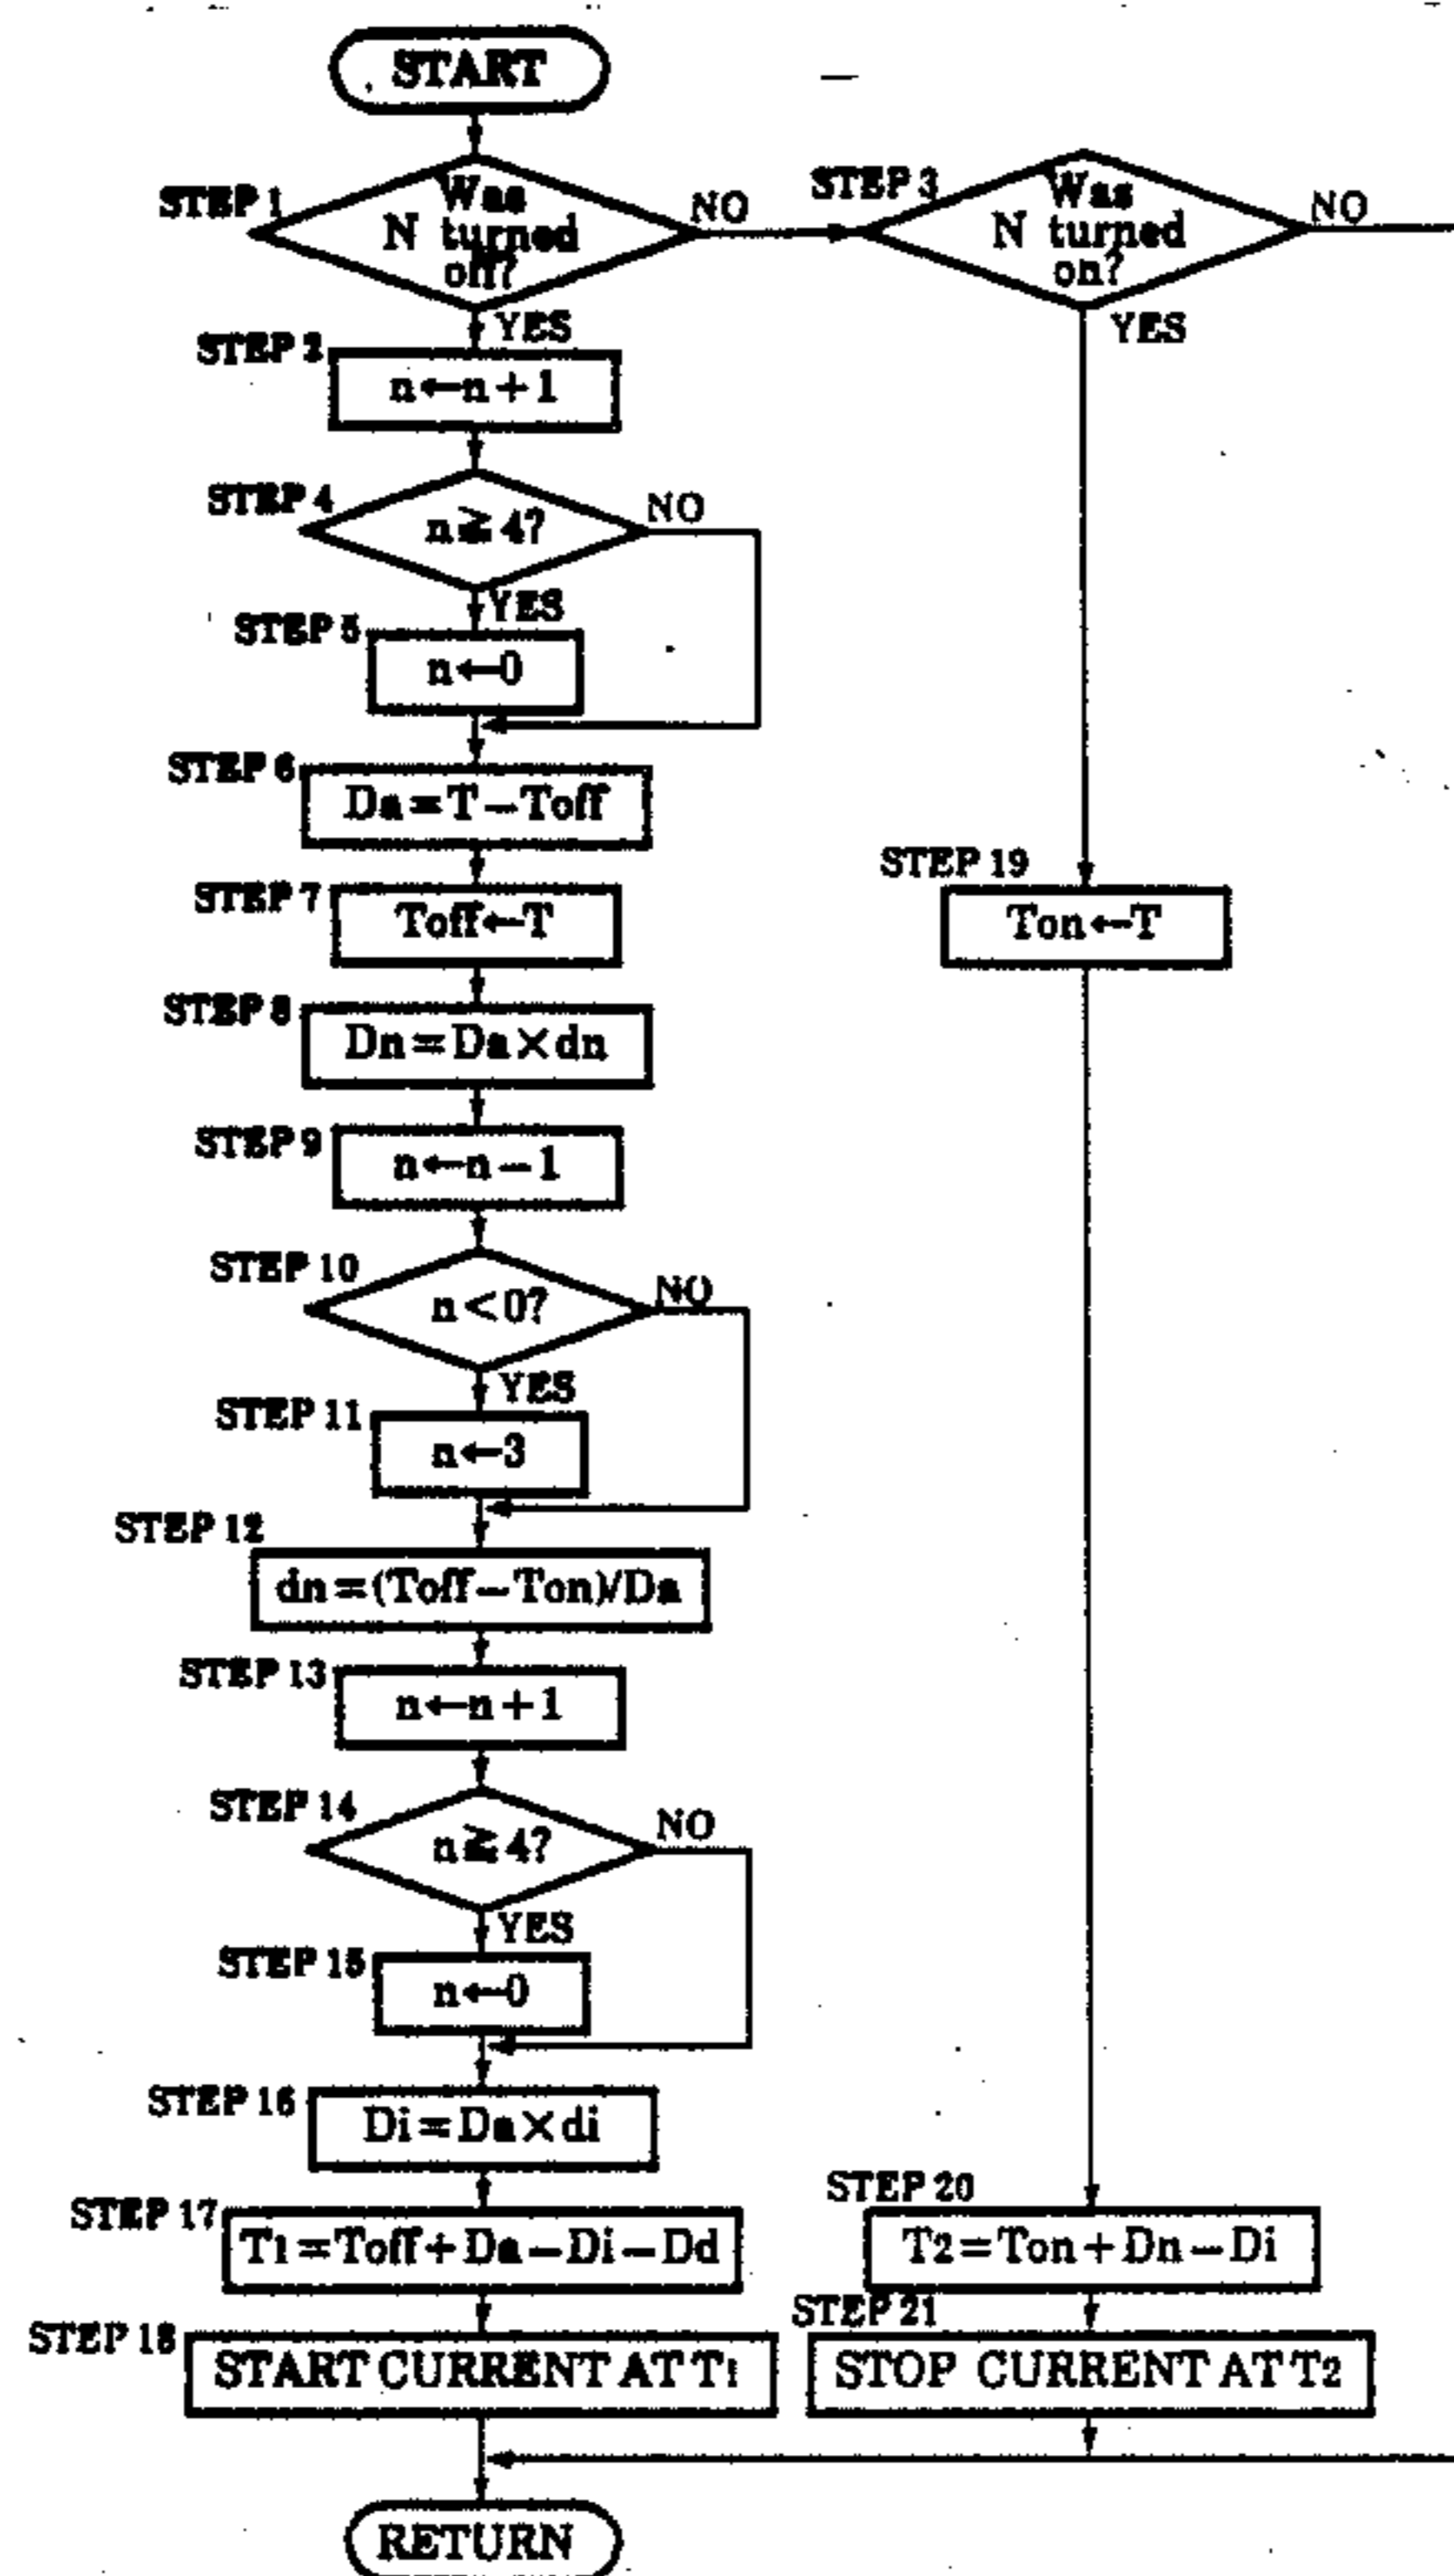 START
STEP 1
Was
N turned
off?
NO
YES
STEP 3
Was
N turned
on?
NO
YES
STEP 2
n←n+1
STEP 4
n≧4?
NO
YES
STEP 5
n←0
STEP 6
Da=T−Toff
STEP 7
Toff←T
STEP 19
Ton←T
STEP 8
Dn=Da×dn
STEP 9
n←n−1
STEP 10
n<0?
NO
YES
STEP 11
n←3
STEP 12
dn=(Toff−Ton)/Da
STEP 13
n←n+1
STEP 14
n≧4?
NO
YES
STEP 15
n←0
STEP 16
Di=Da×di
STEP 17
T1=Toff+Da−Di−Dd
STEP 20
T2=Ton+Dn−Di
STEP 18
START CURRENT AT T1
STEP 21
STOP CURRENT AT T2
RETURN